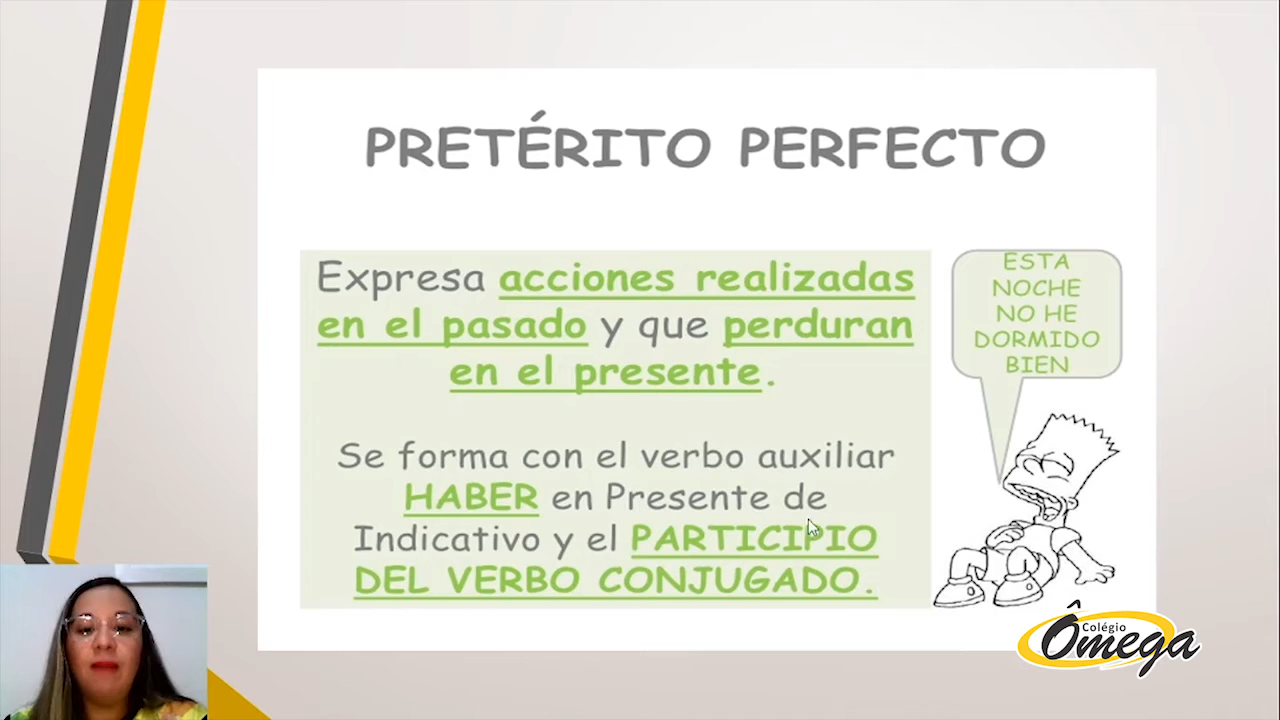 PRETÉRITO PERFECTO
Expresa acciones realizadas
en el pasado y que perduran
en el presente.
Se forma con el verbo auxiliar
HABER en Presente de
Indicativo y el PARTICIPIO
DEL VERBO CONJUGADO.
ESTA
NOCHE
NO HE
DORMIDO
BIEN
Colégio
Ômega